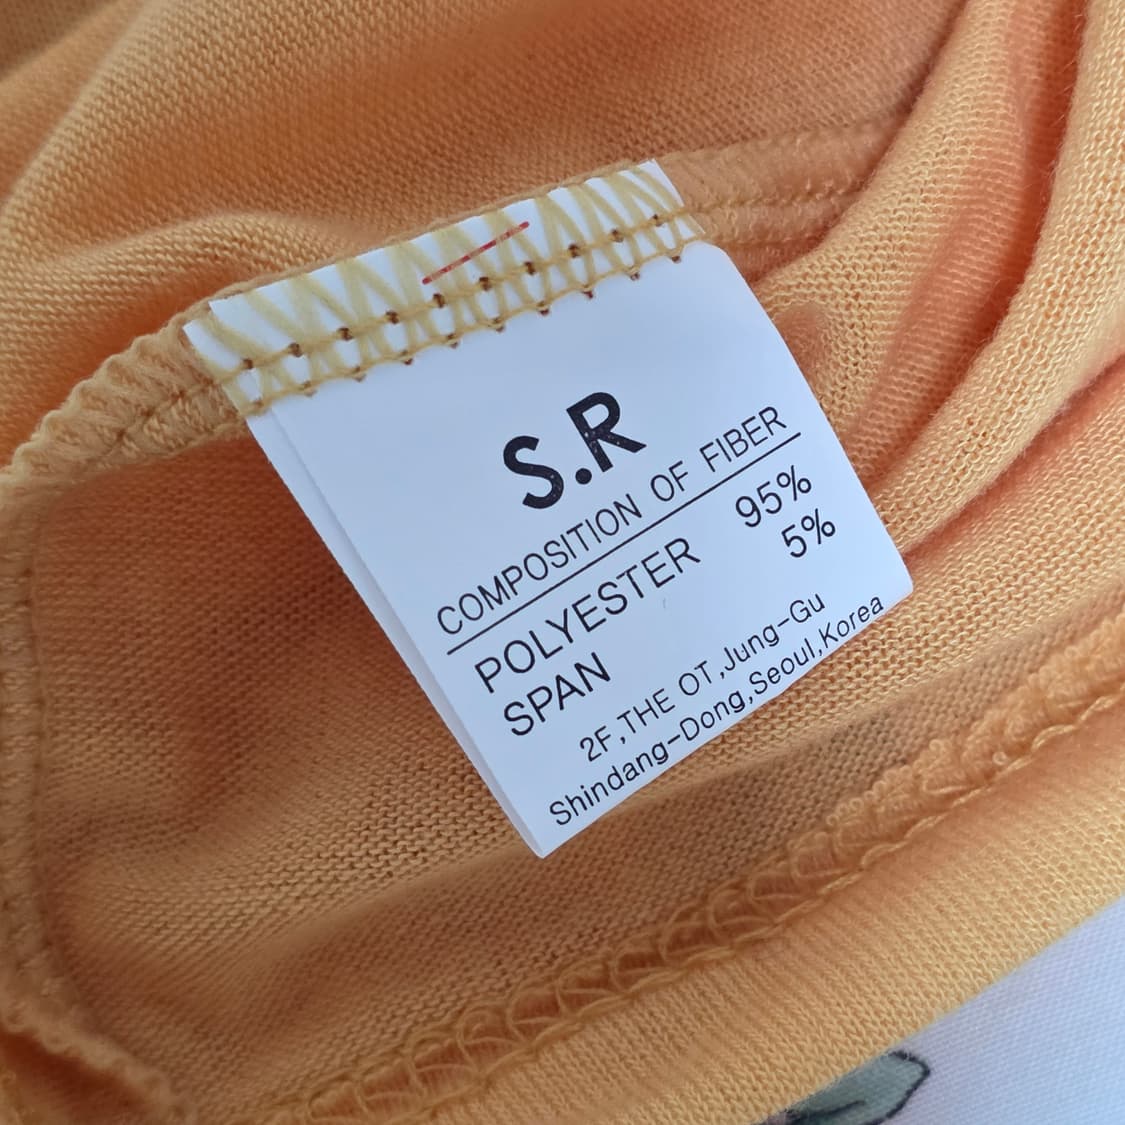 S.R
COMPOSITION OF FIBER
POLYESTER 95%
SPAN 5%
2F,THE OT,Jung-Gu
Shindang-Dong,Seoul,Korea